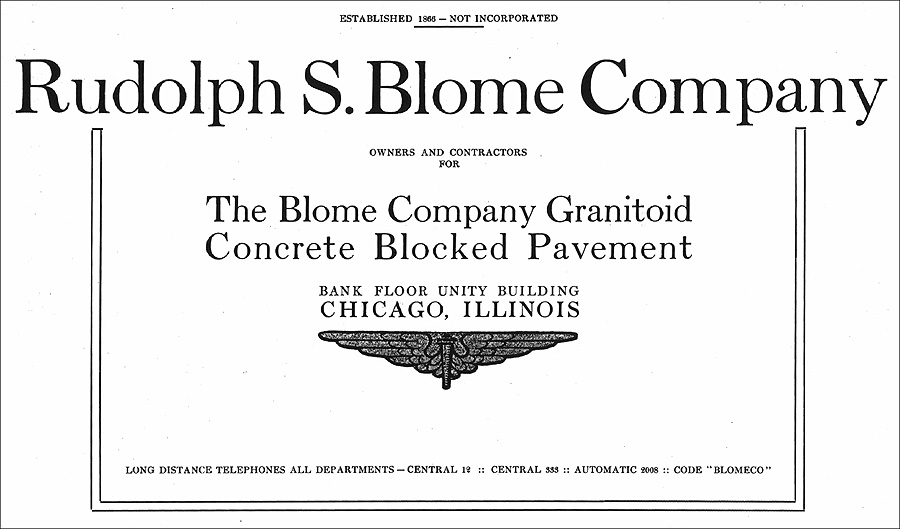 ESTABLISHED 1866 — NOT INCORPORATED
Rudolph S. Blome Company
OWNERS AND CONTRACTORS
FOR
The Blome Company Granitoid
Concrete Blocked Pavement
BANK FLOOR UNITY BUILDING
CHICAGO, ILLINOIS
LONG DISTANCE TELEPHONES ALL DEPARTMENTS — CENTRAL 12 :: CENTRAL 333 :: AUTOMATIC 2008 :: CODE "BLOMECO"